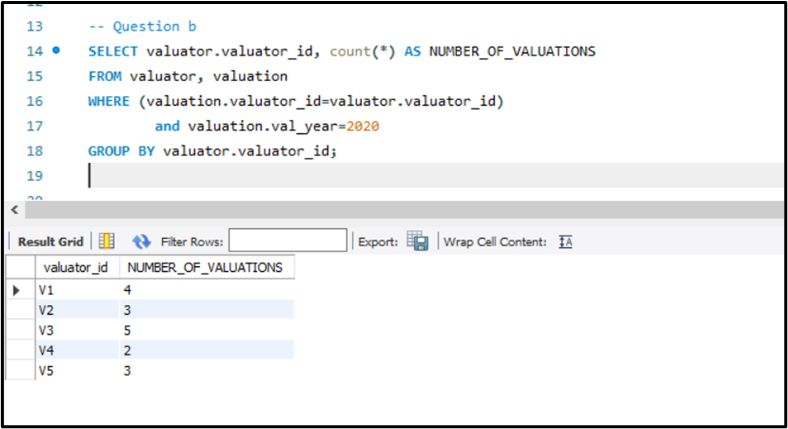 13 -- Question b
14 SELECT valuator.valuator_id, count(*) AS NUMBER_OF_VALUATIONS
15 FROM valuator, valuation
16 WHERE (valuation.valuator_id=valuator.valuator_id)
17 and valuation.val_year=2020
18 GROUP BY valuator.valuator_id;
19
Result Grid Filter Rows: Export: Wrap Cell Content: IA
valuator_id NUMBER_OF_VALUATIONS
V1 4
V2 3
V3 5
V4 2
V5 3